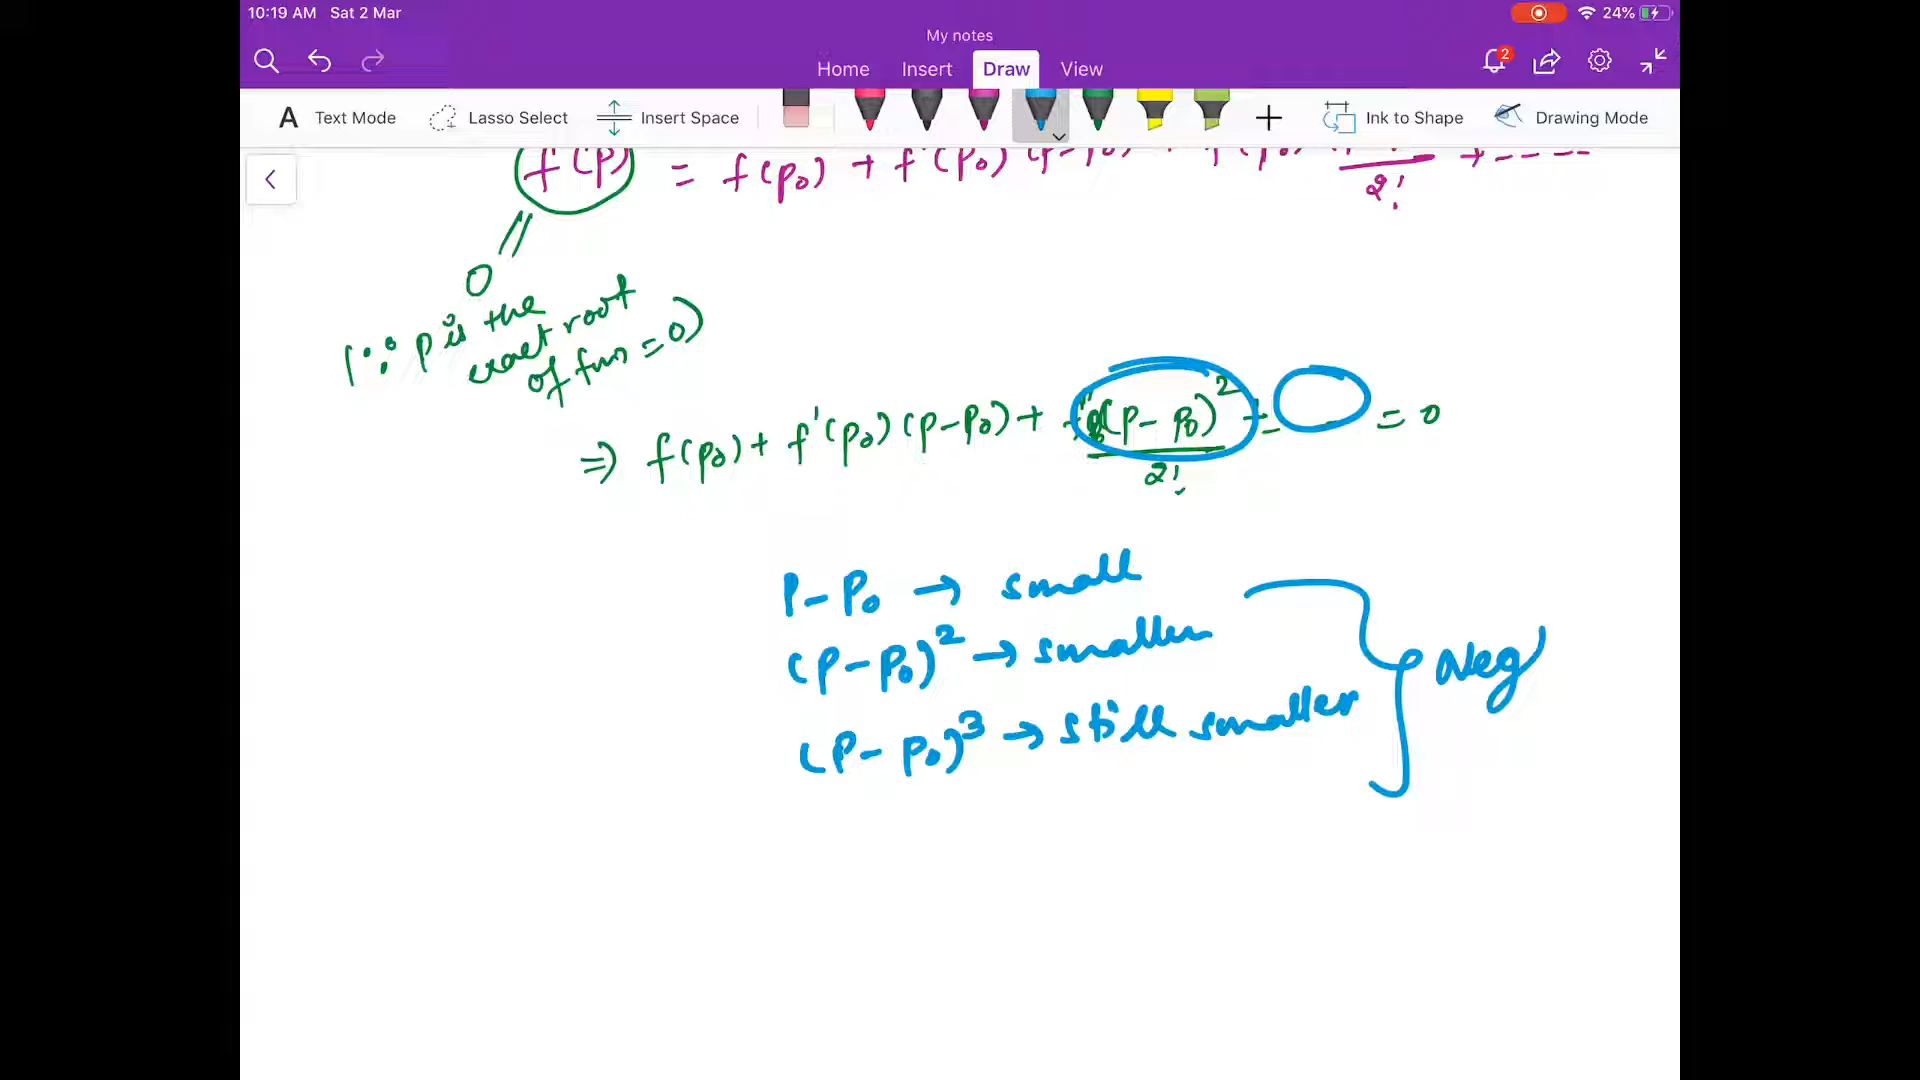 10:19 AM Sat 2 Mar
24%
My notes
2
Home Insert Draw View
A Text Mode Lasso Select Insert Space + Ink to Shape Drawing Mode
f(p) = f(p₀) + f'(p₀) (p-p₀) + 2! + ----
0
(∵ p is the
exact root
of fun = 0)
⇒ f(p₀) + f'(p₀) (p-p₀) + (p-p₀)² = 0
2!
P-P₀ → small
(P-P₀)² → smaller
(P-P₀)³ → still smaller
Neg